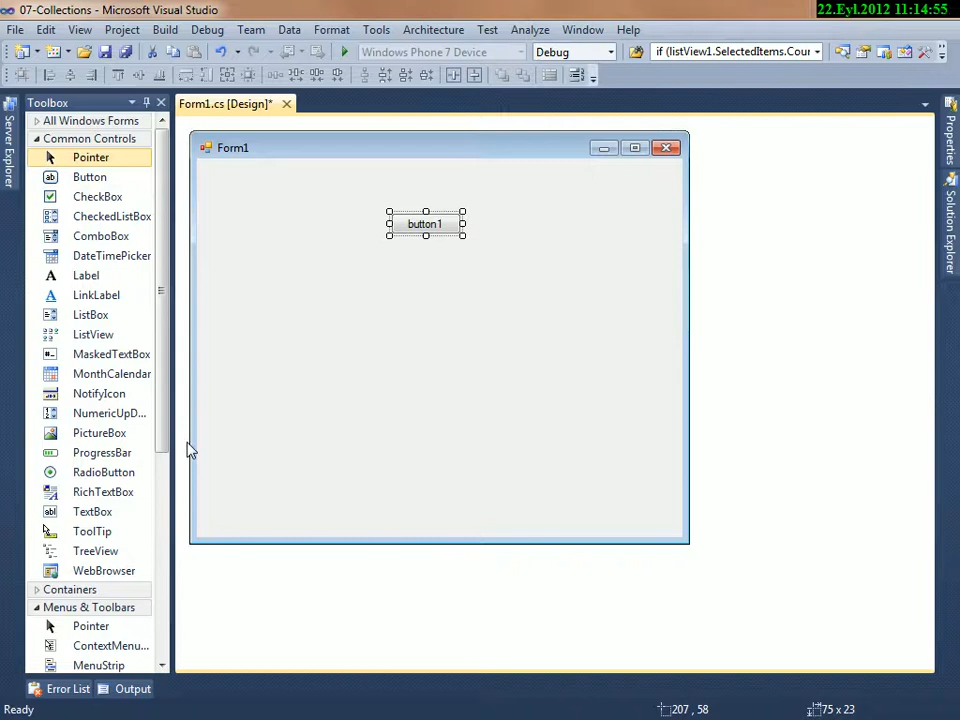 07-Collections - Microsoft Visual Studio
22.Eyl.2012 11:14:55
File Edit View Project Build Debug Team Data Format Tools Architecture Test Analyze Window Help
Windows Phone 7 Device Debug if (listView1.SelectedItems.Cour
Toolbox
Form1.cs [Design]*
Server Explorer
Properties
Solution Explorer
All Windows Forms
Common Controls
Pointer
Button
CheckBox
CheckedListBox
ComboBox
DateTimePicker
Label
LinkLabel
ListBox
ListView
MaskedTextBox
MonthCalendar
NotifyIcon
NumericUpD...
PictureBox
ProgressBar
RadioButton
RichTextBox
TextBox
ToolTip
TreeView
WebBrowser
Containers
Menus & Toolbars
Pointer
ContextMenu...
MenuStrip
Form1
button1
Error List Output
Ready 207 , 58 75 x 23